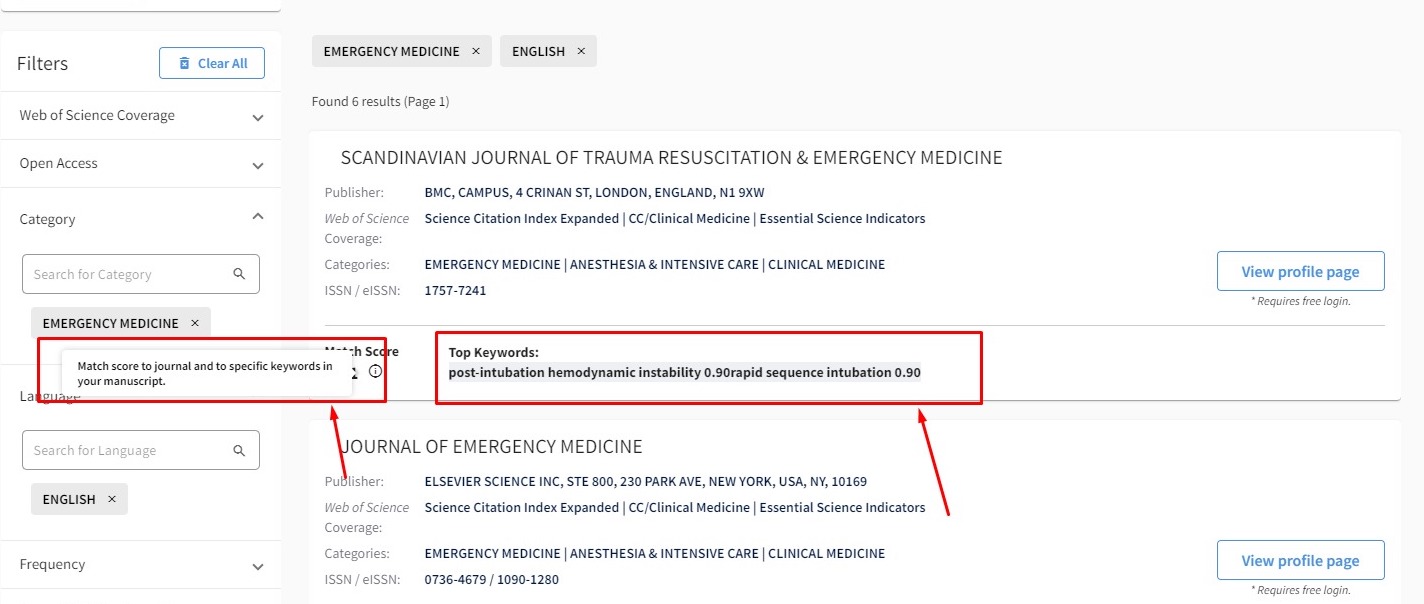 Filters
Clear All
Web of Science Coverage
Open Access
Category
Search for Category
EMERGENCY MEDICINE ×
Match score to journal and to specific keywords in
your manuscript.
Language
Search for Language
ENGLISH ×
Frequency
EMERGENCY MEDICINE × ENGLISH ×
Found 6 results (Page 1)
SCANDINAVIAN JOURNAL OF TRAUMA RESUSCITATION & EMERGENCY MEDICINE
Publisher: BMC, CAMPUS, 4 CRINAN ST, LONDON, ENGLAND, N1 9XW
Web of Science Science Citation Index Expanded | CC/Clinical Medicine | Essential Science Indicators
Coverage:
Categories: EMERGENCY MEDICINE | ANESTHESIA & INTENSIVE CARE | CLINICAL MEDICINE
ISSN / eISSN: 1757-7241
View profile page
* Requires free login.
Match Score
Top Keywords:
post-intubation hemodynamic instability 0.90rapid sequence intubation 0.90
JOURNAL OF EMERGENCY MEDICINE
Publisher: ELSEVIER SCIENCE INC, STE 800, 230 PARK AVE, NEW YORK, USA, NY, 10169
Web of Science Science Citation Index Expanded | CC/Clinical Medicine | Essential Science Indicators
Coverage:
Categories: EMERGENCY MEDICINE | ANESTHESIA & INTENSIVE CARE | CLINICAL MEDICINE
ISSN / eISSN: 0736-4679 / 1090-1280
View profile page
* Requires free login.